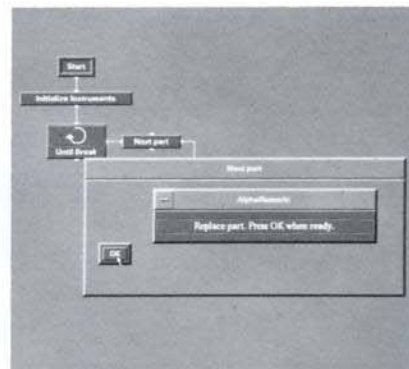 Start
Initialize Instruments
Until Break
Next part
Next part
AlphaNumeric
Replace part. Press OK when ready.
OK